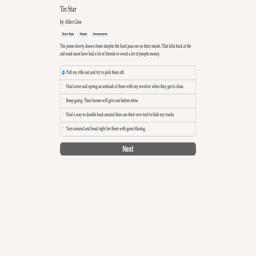 Tin Star
by Allen Gies
Show Stats Restart Achievements
The posse slowly draws closer despite the hard pace set on their steeds. That fella back at the
rail-road must have had a lot of friends or owed a lot of people money.
Pull my rifle out and try to pick them off.
Find cover and spring an ambush of them with my revolver when they get in close.
Keep going. Their horses will give out before mine.
Find a way to double back around then use their own trail to hide my tracks.
Turn around and head right for them with guns blazing.
Next